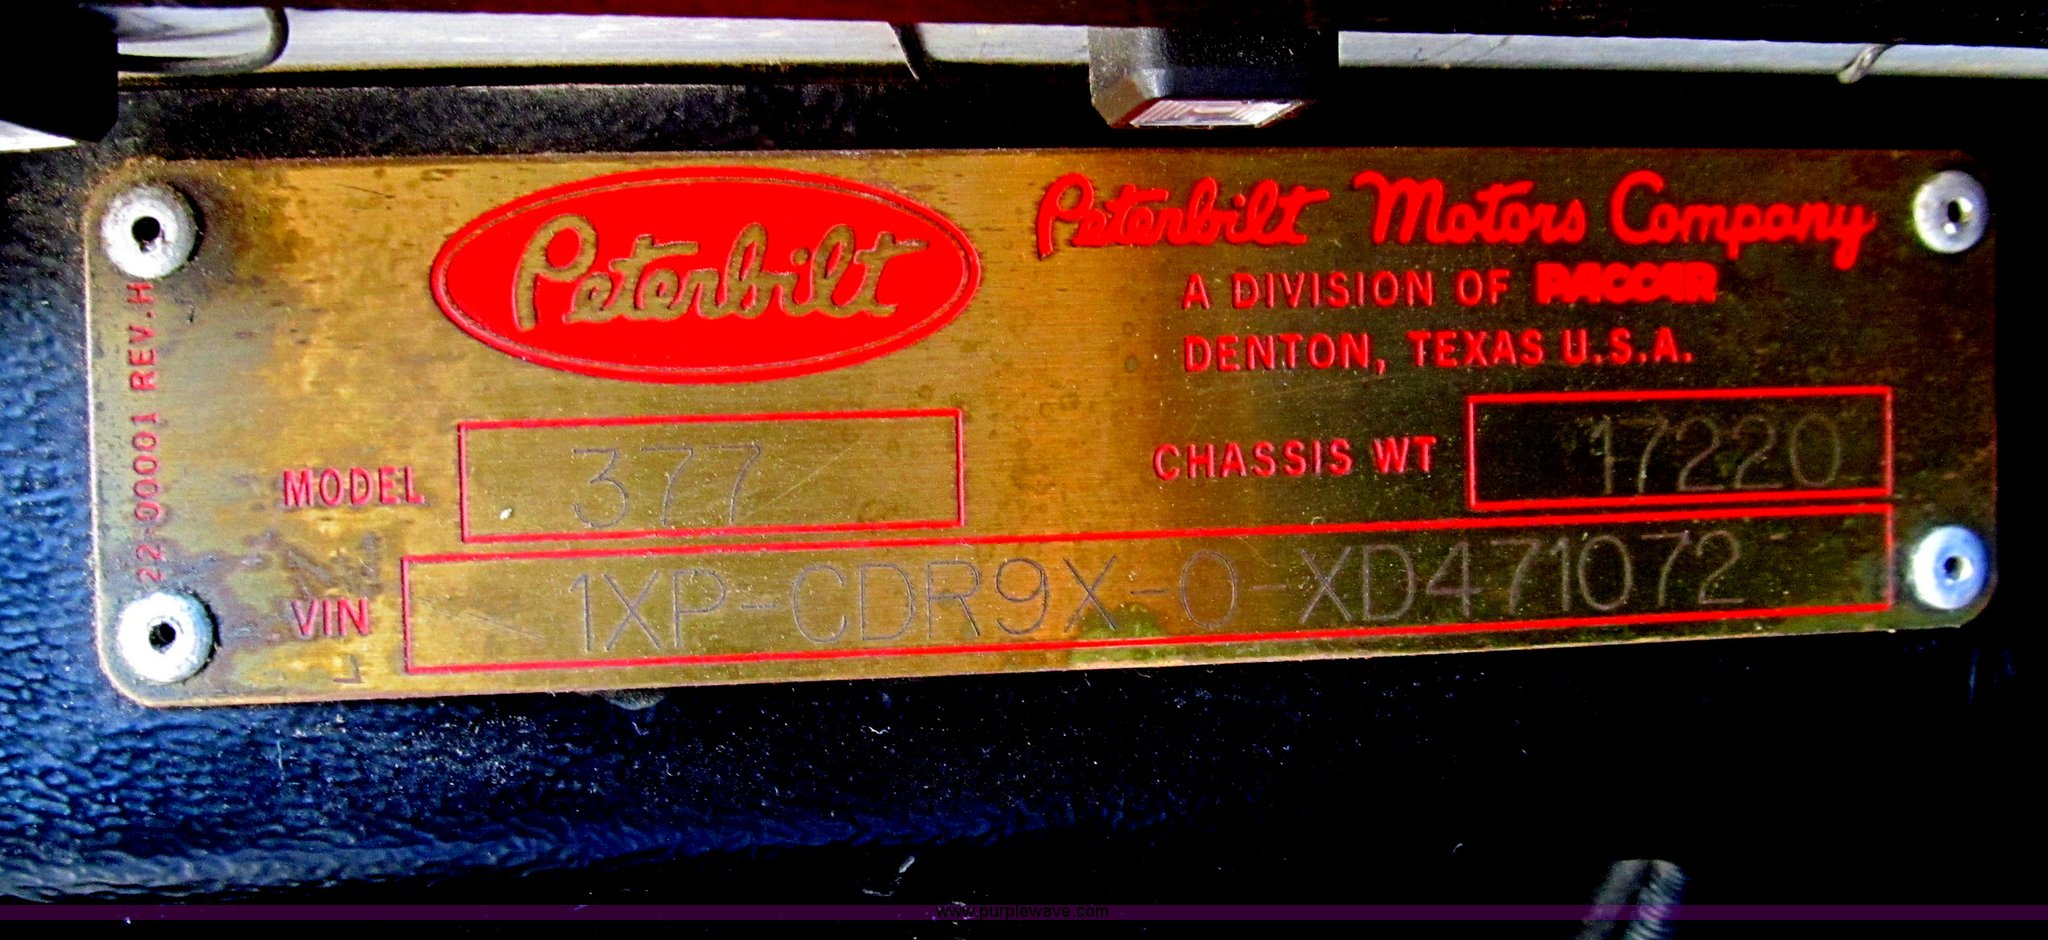 Peterbilt
Peterbilt Motors Company
A DIVISION OF PACCAR
DENTON, TEXAS U.S.A.
22-00001 REV.H
MODEL 377
CHASSIS WT 17220
VIN 1XP-CDR9X-0-XD471072
www.purplewave.com